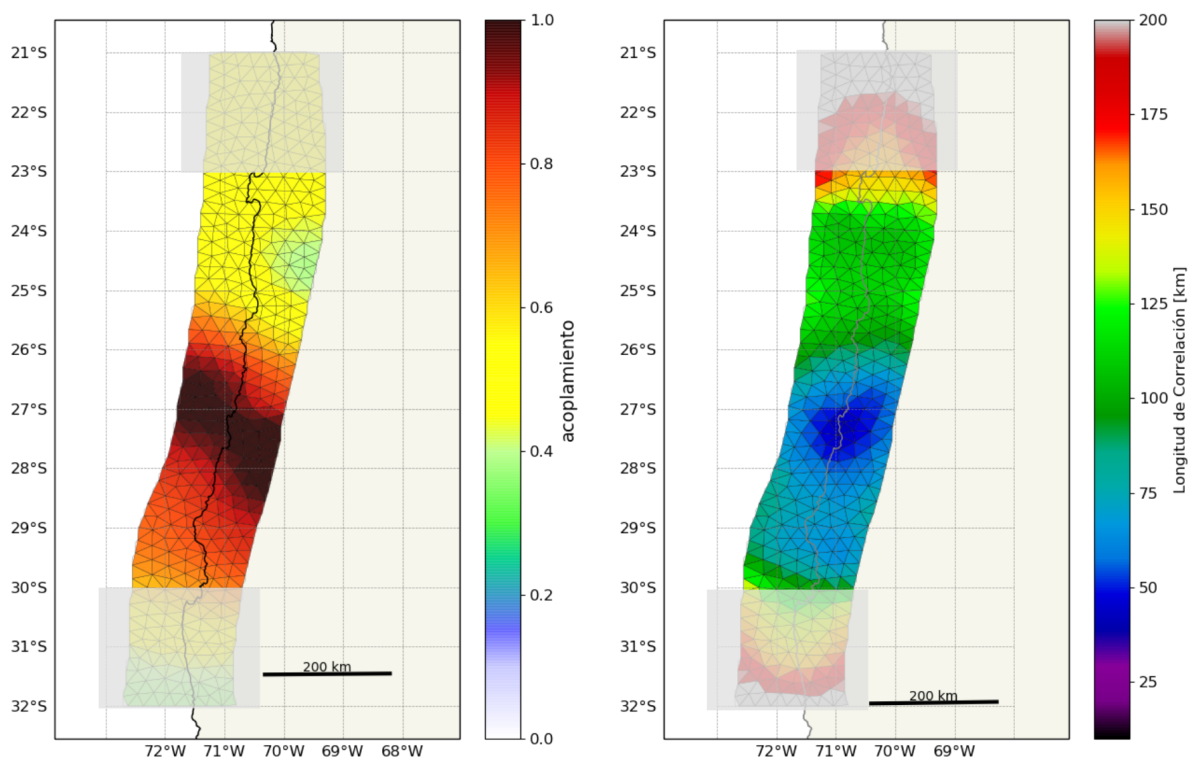 21°S
22°S
23°S
24°S
25°S
26°S
27°S
28°S
29°S
30°S
31°S
32°S
72°W 71°W 70°W 69°W 68°W
200 km
1.0
0.8
0.6
0.4
0.2
0.0
acoplamiento
21°S
22°S
23°S
24°S
25°S
26°S
27°S
28°S
29°S
30°S
31°S
32°S
72°W 71°W 70°W 69°W
200 km
200
175
150
125
100
75
50
25
Longitud de Correlación [km]